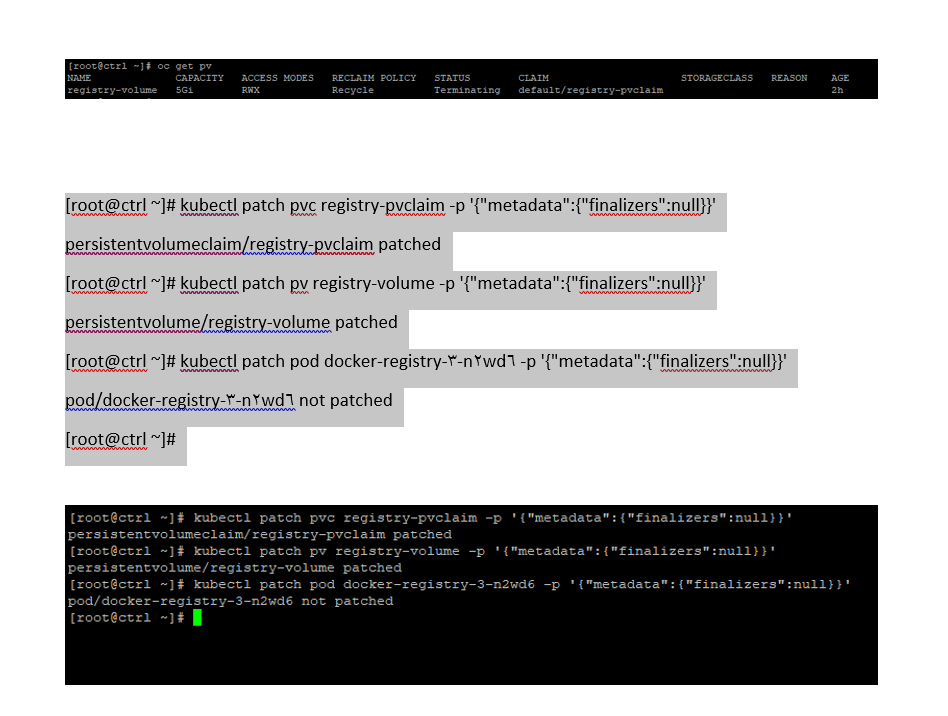 [root@ctrl ~]# oc get pv
NAME CAPACITY ACCESS MODES RECLAIM POLICY STATUS CLAIM STORAGECLASS REASON AGE
registry-volume 5Gi RWX Recycle Terminating default/registry-pvclaim 2h
[root@ctrl ~]# kubectl patch pvc registry-pvclaim -p '{"metadata":{"finalizers":null}}'
persistentvolumeclaim/registry-pvclaim patched
[root@ctrl ~]# kubectl patch pv registry-volume -p '{"metadata":{"finalizers":null}}'
persistentvolume/registry-volume patched
[root@ctrl ~]# kubectl patch pod docker-registry-٣-n٢wd٦ -p '{"metadata":{"finalizers":null}}'
pod/docker-registry-٣-n٢wd٦ not patched
[root@ctrl ~]#
[root@ctrl ~]# kubectl patch pvc registry-pvclaim -p '{"metadata":{"finalizers":null}}'
persistentvolumeclaim/registry-pvclaim patched
[root@ctrl ~]# kubectl patch pv registry-volume -p '{"metadata":{"finalizers":null}}'
persistentvolume/registry-volume patched
[root@ctrl ~]# kubectl patch pod docker-registry-3-n2wd6 -p '{"metadata":{"finalizers":null}}'
pod/docker-registry-3-n2wd6 not patched
[root@ctrl ~]#